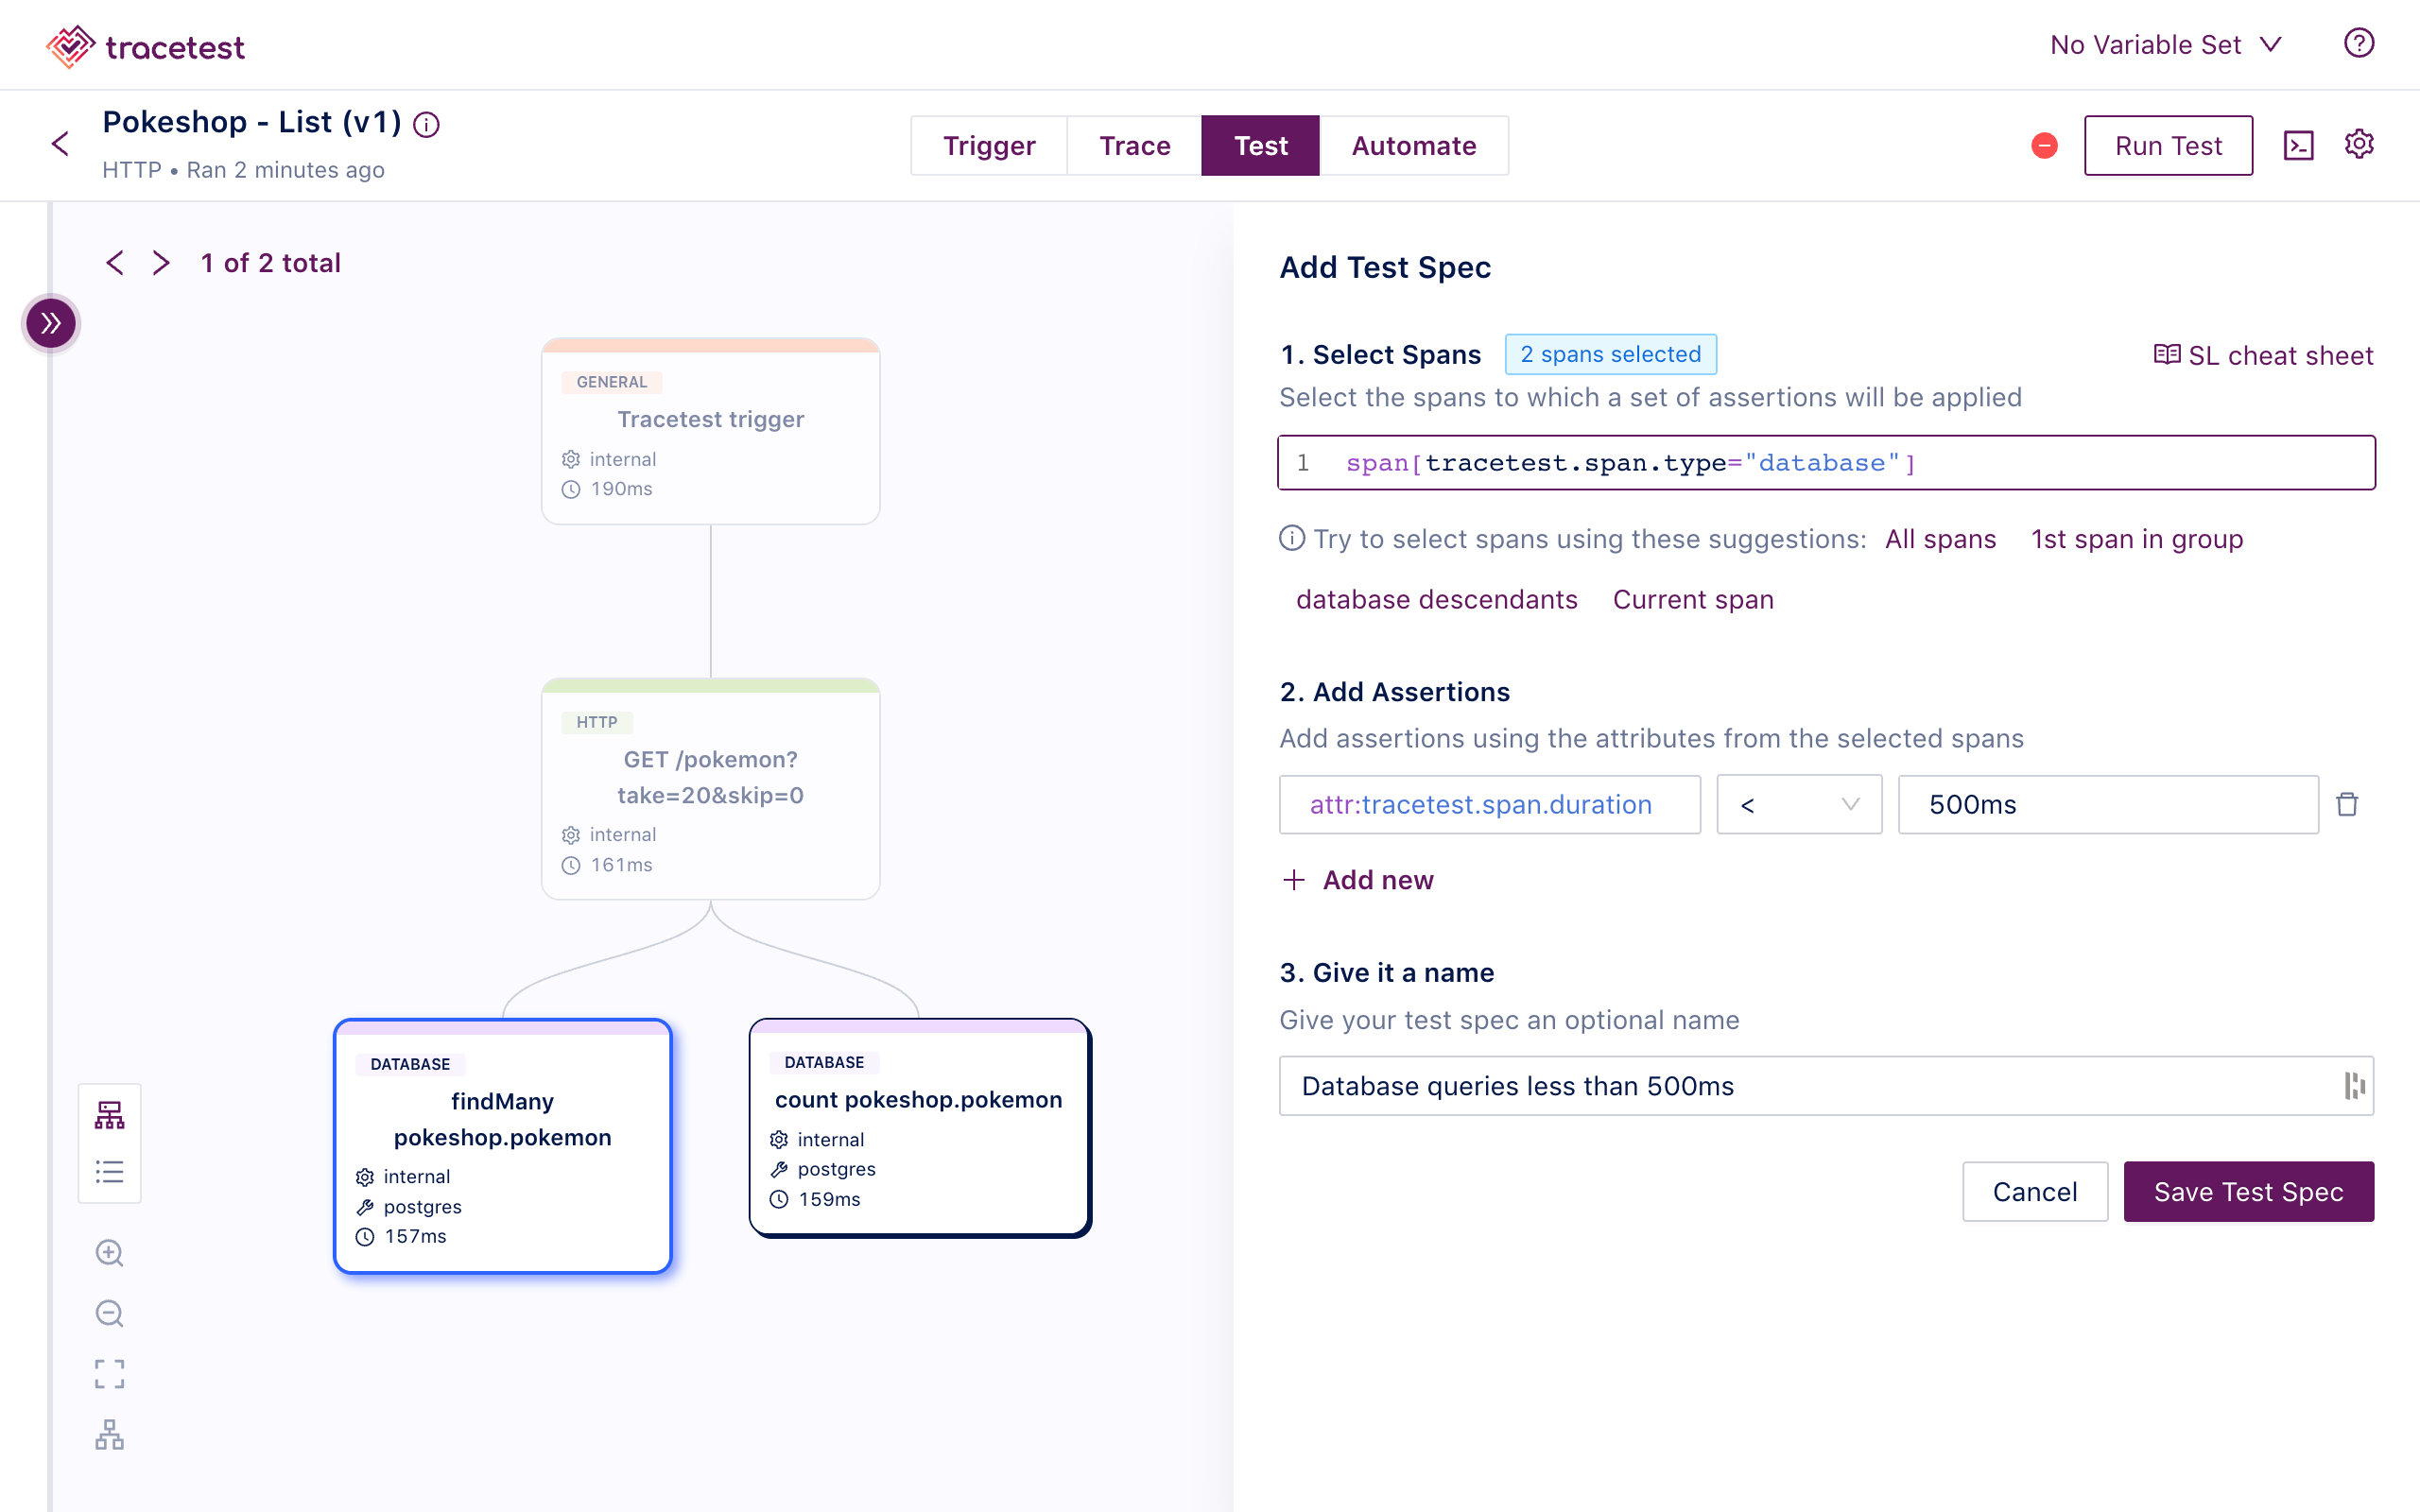 tracetest
No Variable Set
Pokeshop - List (v1)
HTTP • Ran 2 minutes ago
Trigger
Trace
Test
Automate
Run Test
1 of 2 total
GENERAL
Tracetest trigger
internal
190ms
HTTP
GET /pokemon?
take=20&skip=0
internal
161ms
DATABASE
findMany
pokeshop.pokemon
internal
postgres
157ms
DATABASE
count pokeshop.pokemon
internal
postgres
159ms
Add Test Spec
1. Select Spans
2 spans selected
SL cheat sheet
Select the spans to which a set of assertions will be applied
1 span[tracetest.span.type="database"]
Try to select spans using these suggestions: All spans 1st span in group
database descendants Current span
2. Add Assertions
Add assertions using the attributes from the selected spans
attr:tracetest.span.duration < 500ms
Add new
3. Give it a name
Give your test spec an optional name
Database queries less than 500ms
Cancel
Save Test Spec